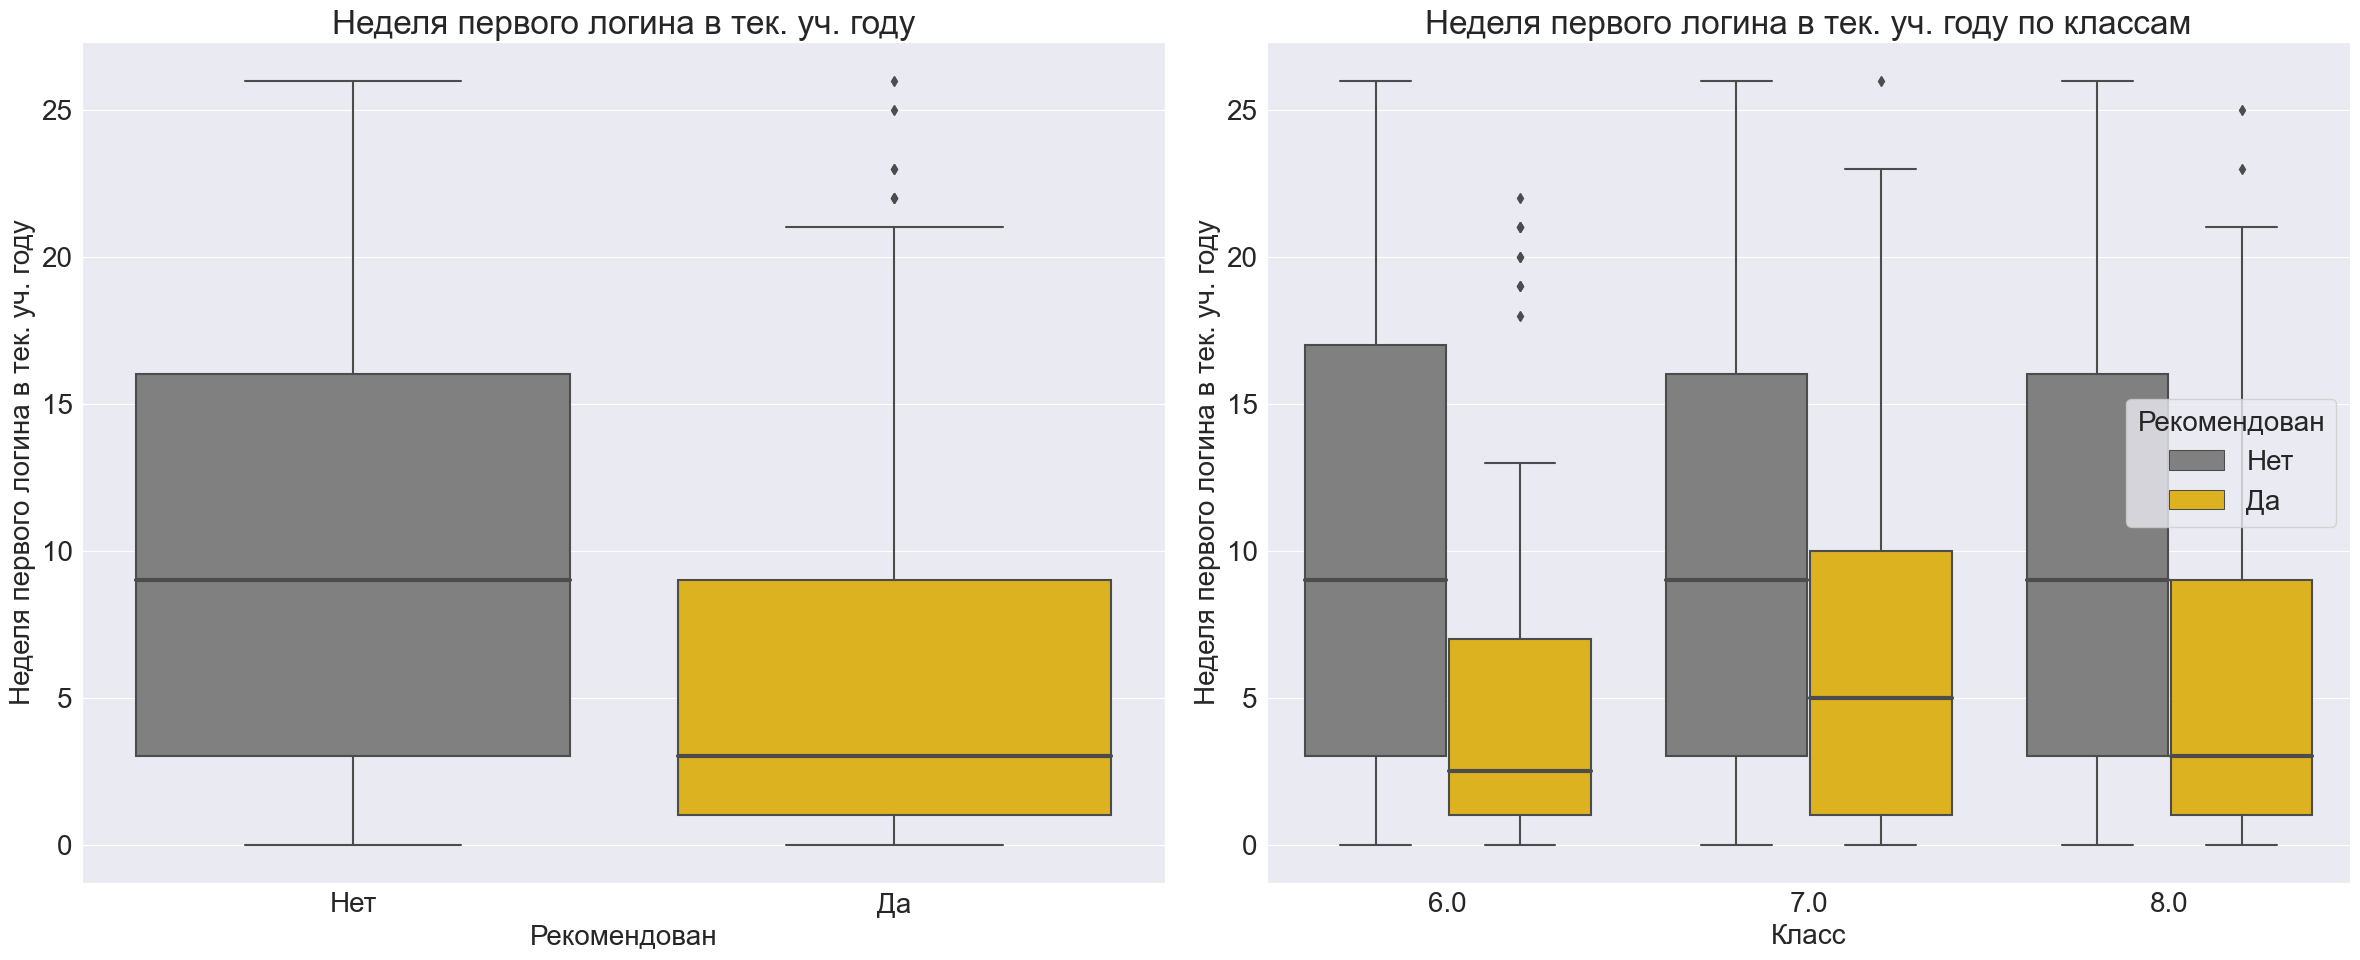 Неделя первого логина в тек. уч. году
Неделя первого логина в тек. уч. году
25
20
15
10
5
0
Нет
Да
Рекомендован
Неделя первого логина в тек. уч. году по классам
Неделя первого логина в тек. уч. году
25
20
15
10
5
0
Рекомендован
Нет
Да
6.0
7.0
8.0
Класс